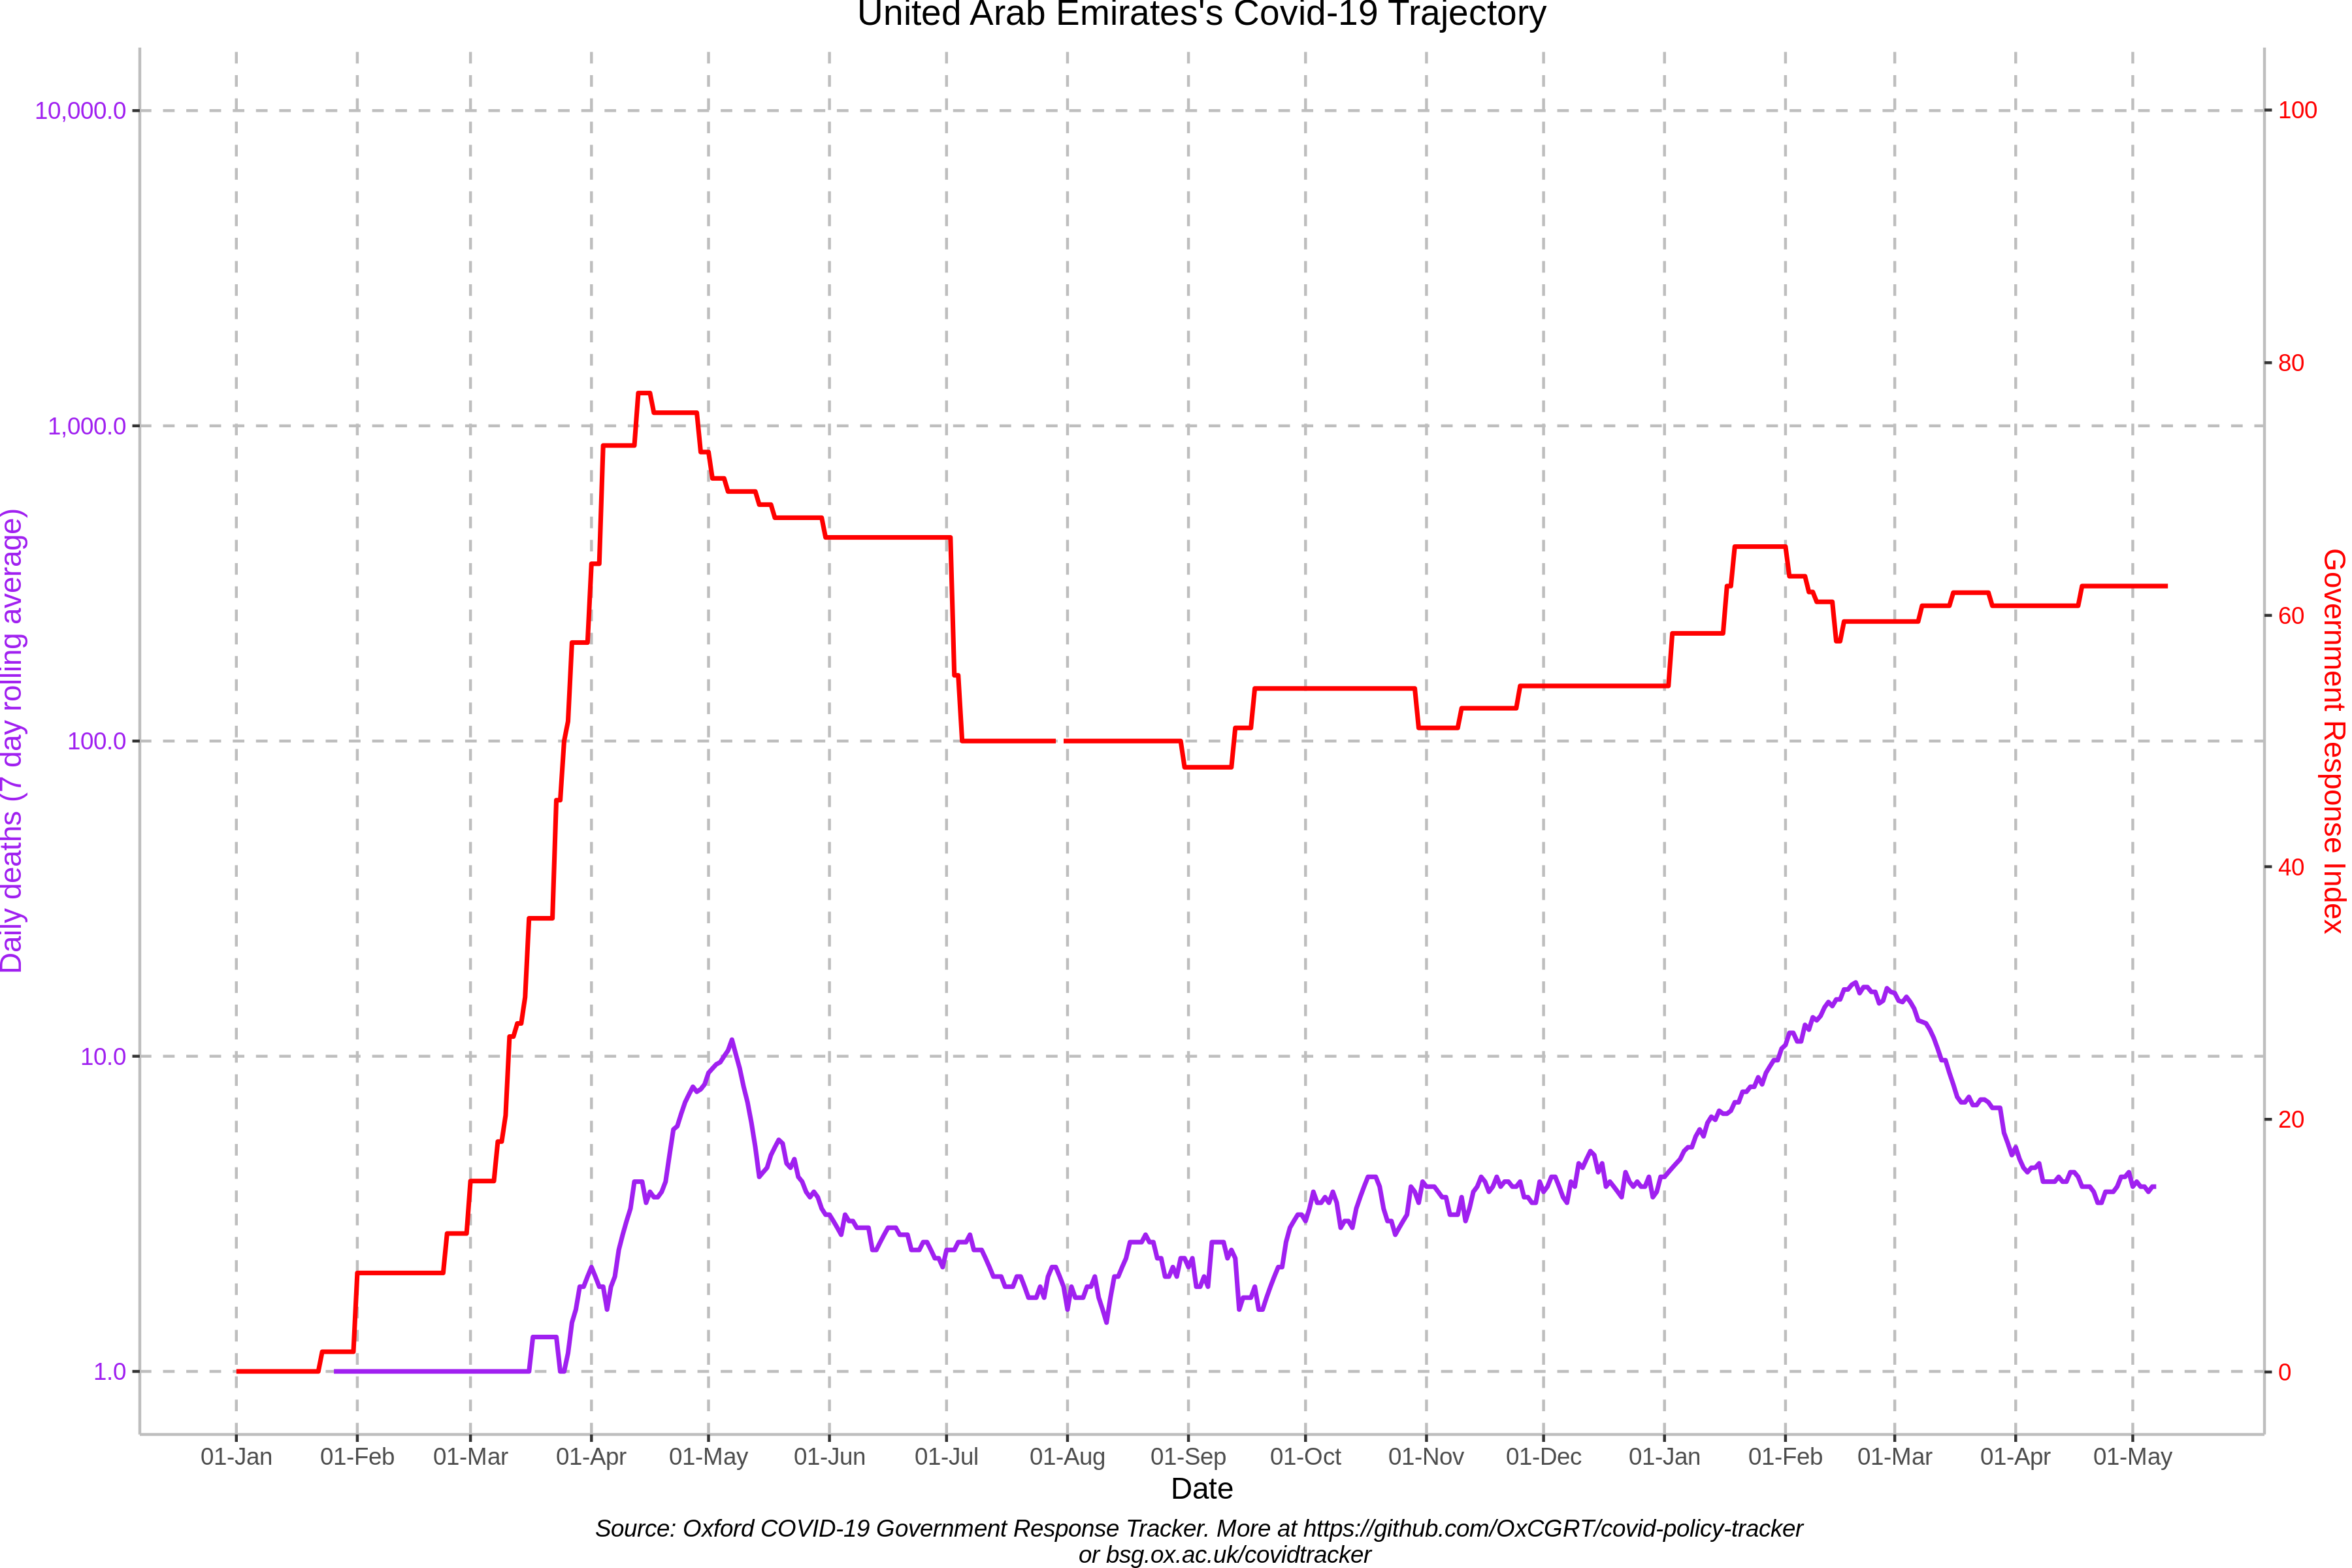 United Arab Emirates's Covid-19 Trajectory
10,000.0
1,000.0
100.0
10.0
1.0
Daily deaths (7 day rolling average)
100
80
60
40
20
0
Government Response Index
01-Jan 01-Feb 01-Mar 01-Apr 01-May 01-Jun 01-Jul 01-Aug 01-Sep 01-Oct 01-Nov 01-Dec 01-Jan 01-Feb 01-Mar 01-Apr 01-May
Date
Source: Oxford COVID-19 Government Response Tracker. More at https://github.com/OxCGRT/covid-policy-tracker
or bsg.ox.ac.uk/covidtracker